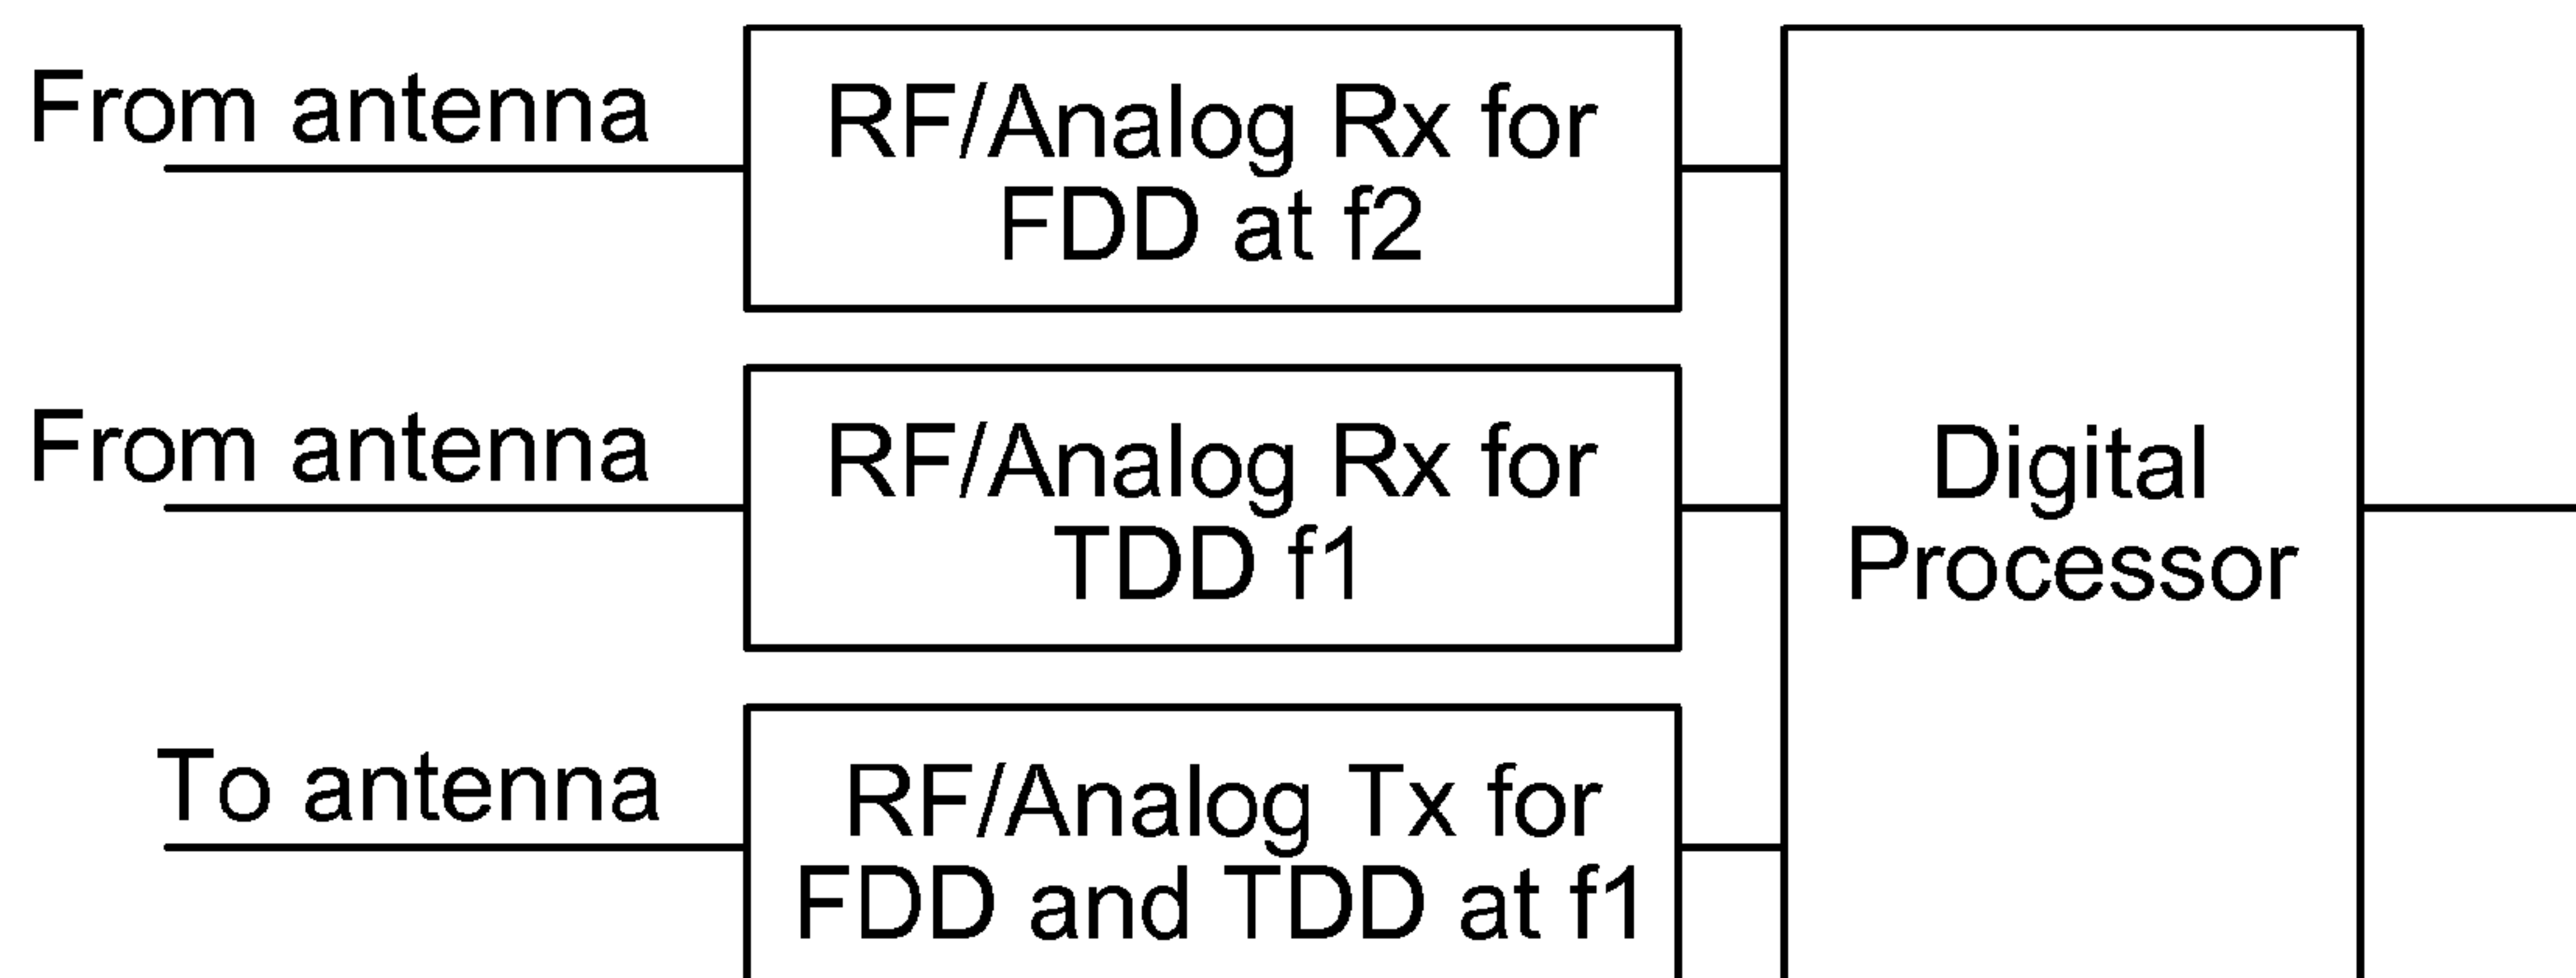 From antenna
RF/Analog Rx for
FDD at f2
From antenna
RF/Analog Rx for
TDD f1
Digital
Processor
To antenna
RF/Analog Tx for
FDD and TDD at f1